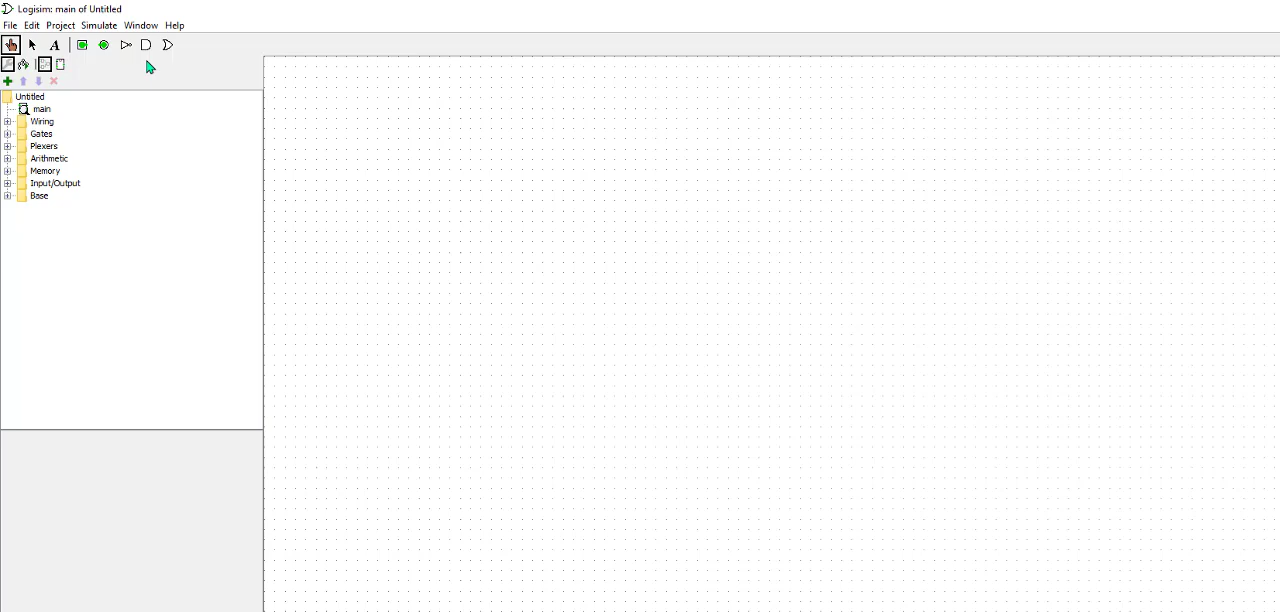 Logisim: main of Untitled
File Edit Project Simulate Window Help
A
Untitled
main
Wiring
Gates
Plexers
Arithmetic
Memory
Input/Output
Base